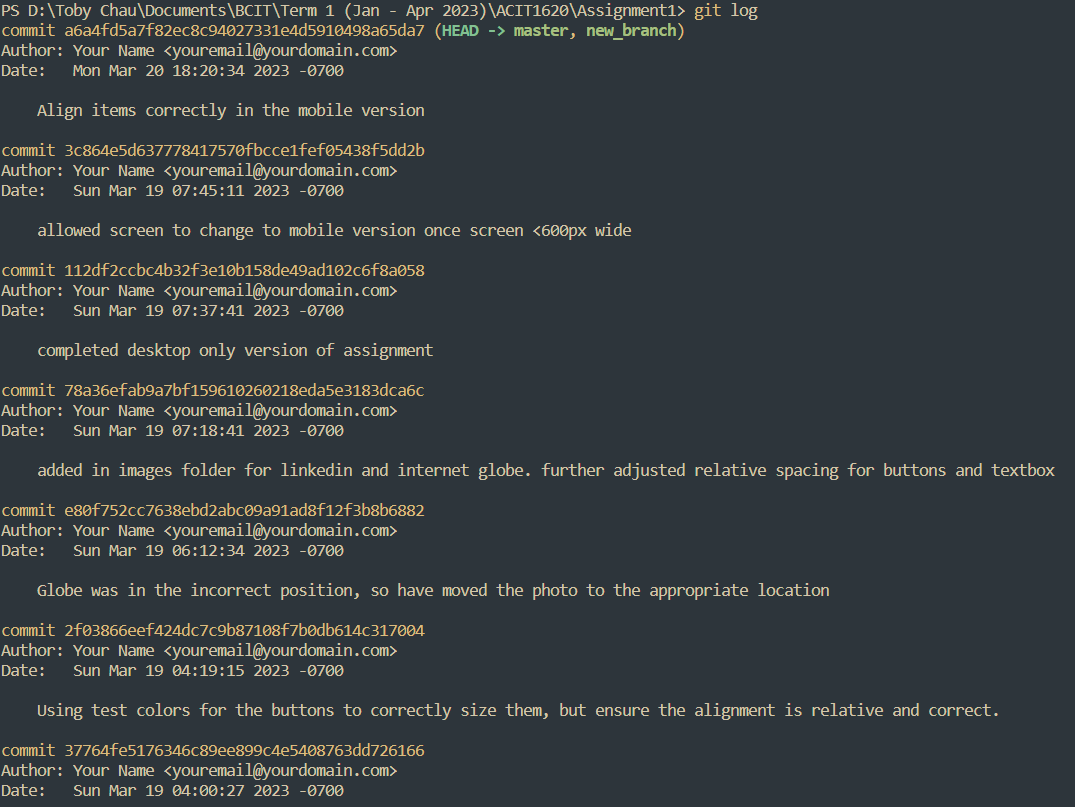 PS D:\Toby Chau\Documents\BCIT\Term 1 (Jan - Apr 2023)\ACIT1620\Assignment1> git log
commit a6a4fd5a7f82ec8c94027331e4d5910498a65da7 (HEAD -> master, new_branch)
Author: Your Name <youremail@yourdomain.com>
Date:   Mon Mar 20 18:20:34 2023 -0700
Align items correctly in the mobile version
commit 3c864e5d637778417570fbcce1fef05438f5dd2b
Author: Your Name <youremail@yourdomain.com>
Date:   Sun Mar 19 07:45:11 2023 -0700
allowed screen to change to mobile version once screen <600px wide
commit 112df2ccbc4b32f3e10b158de49ad102c6f8a058
Author: Your Name <youremail@yourdomain.com>
Date:   Sun Mar 19 07:37:41 2023 -0700
completed desktop only version of assignment
commit 78a36efab9a7bf159610260218eda5e3183dca6c
Author: Your Name <youremail@yourdomain.com>
Date:   Sun Mar 19 07:18:41 2023 -0700
added in images folder for linkedin and internet globe. further adjusted relative spacing for buttons and textbox
commit e80f752cc7638ebd2abc09a91ad8f12f3b8b6882
Author: Your Name <youremail@yourdomain.com>
Date:   Sun Mar 19 06:12:34 2023 -0700
Globe was in the incorrect position, so have moved the photo to the appropriate location
commit 2f03866eef424dc7c9b87108f7b0db614c317004
Author: Your Name <youremail@yourdomain.com>
Date:   Sun Mar 19 04:19:15 2023 -0700
Using test colors for the buttons to correctly size them, but ensure the alignment is relative and correct.
commit 37764fe5176346c89ee899c4e5408763dd726166
Author: Your Name <youremail@yourdomain.com>
Date:   Sun Mar 19 04:00:27 2023 -0700